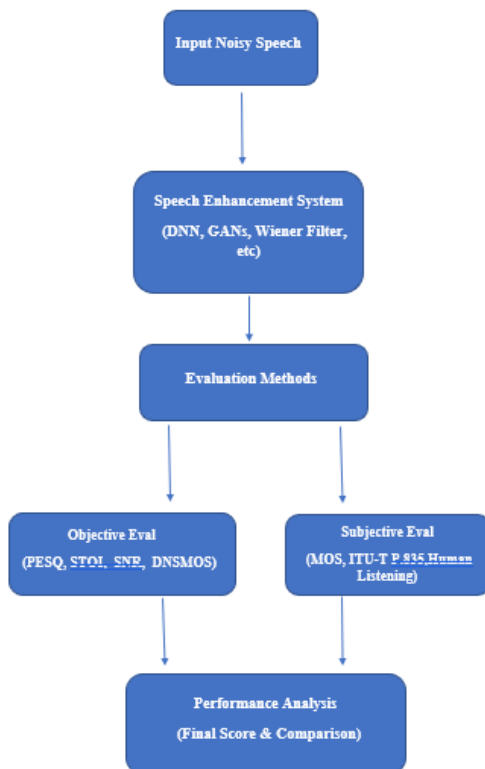 Input Noisy Speech
Speech Enhancement System
(DNN, GANs, Wiener Filter,
etc)
Evaluation Methods
Objective Eval
(PESQ, STOI, SNR, DNSMOS)
Subjective Eval
(MOS, ITU-T P.835,Human
Listening)
Performance Analysis
(Final Score & Comparison)